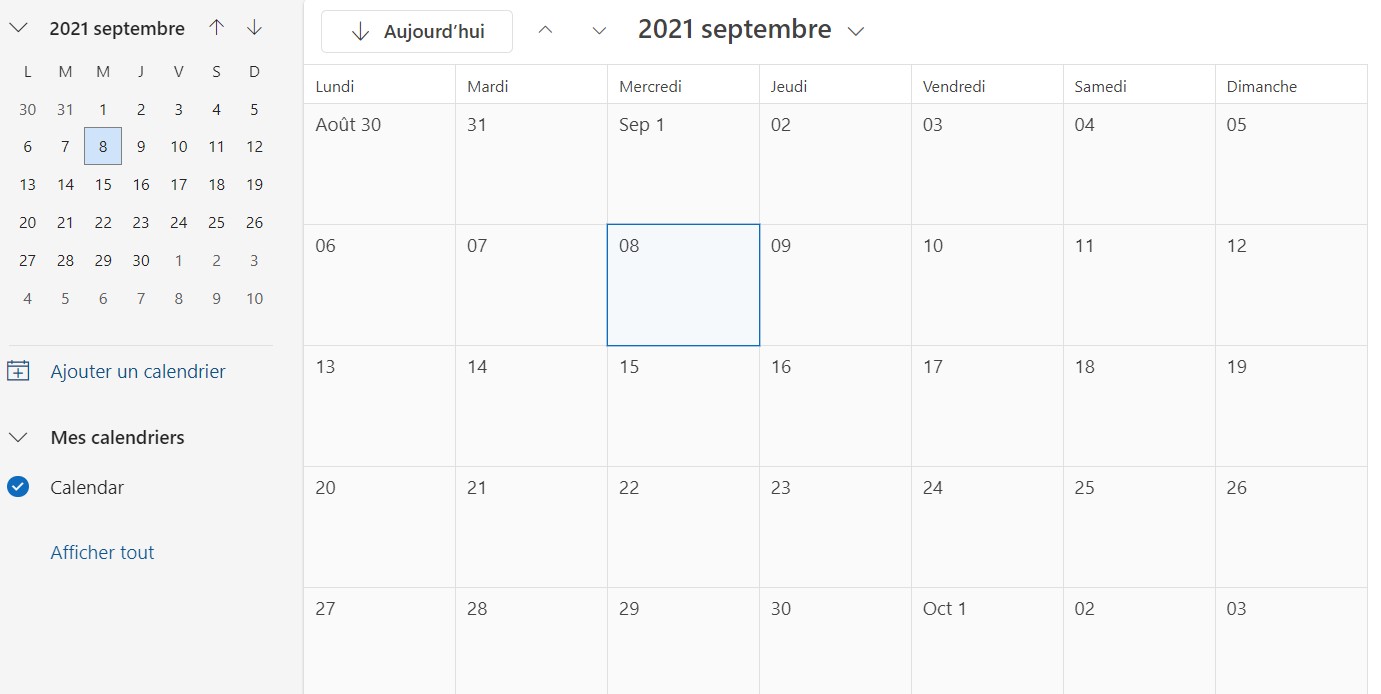 2021 septembre
L M M J V S D
30 31 1 2 3 4 5
6 7 8 9 10 11 12
13 14 15 16 17 18 19
20 21 22 23 24 25 26
27 28 29 30 1 2 3
4 5 6 7 8 9 10
Ajouter un calendrier
Mes calendriers
Calendar
Afficher tout
Aujourd’hui 2021 septembre
Lundi Mardi Mercredi Jeudi Vendredi Samedi Dimanche
Août 30 31 Sep 1 02 03 04 05
06 07 08 09 10 11 12
13 14 15 16 17 18 19
20 21 22 23 24 25 26
27 28 29 30 Oct 1 02 03